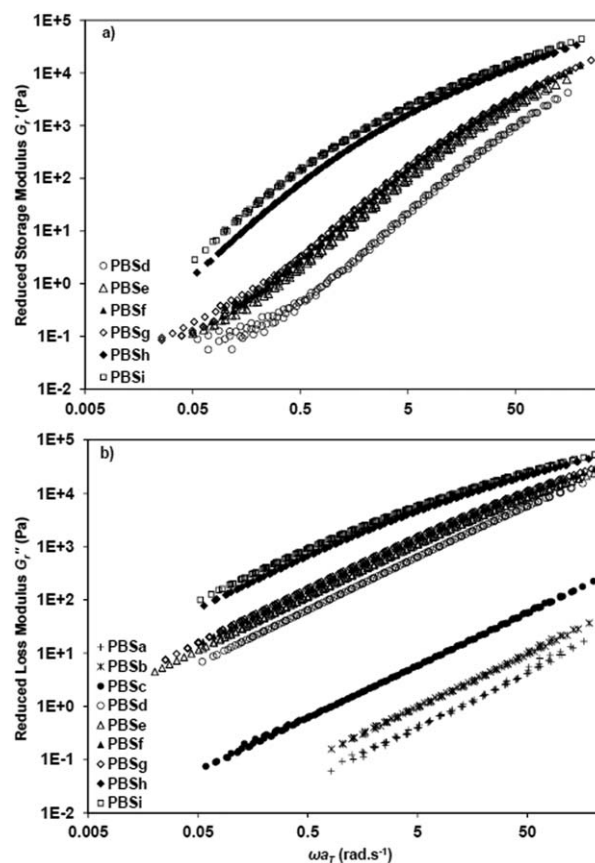 a)
Reduced Storage Modulus Gr′ (Pa)
1E+5
1E+4
1E+3
1E+2
1E+1
1E+0
1E-1
1E-2
PBSd
PBSe
PBSf
PBSg
PBSh
PBSi
0.005 0.05 0.5 5 50
b)
Reduced Loss Modulus Gr″ (Pa)
1E+5
1E+4
1E+3
1E+2
1E+1
1E+0
1E-1
1E-2
PBSa
PBSb
PBSc
PBSd
PBSe
PBSf
PBSg
PBSh
PBSi
0.005 0.05 0.5 5 50
ωaT (rad.s-1)